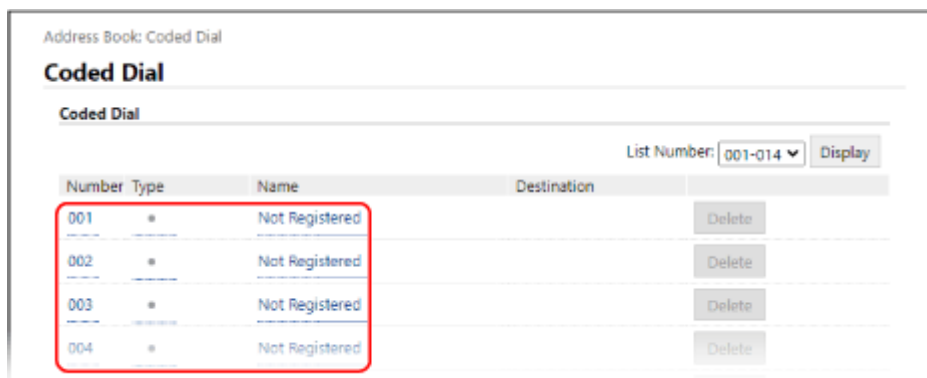 Address Book: Coded Dial
Coded Dial
Coded Dial
List Number: 001-014 Display
Number Type Name Destination
001 Not Registered Delete
002 Not Registered Delete
003 Not Registered Delete
004 Not Registered Delete